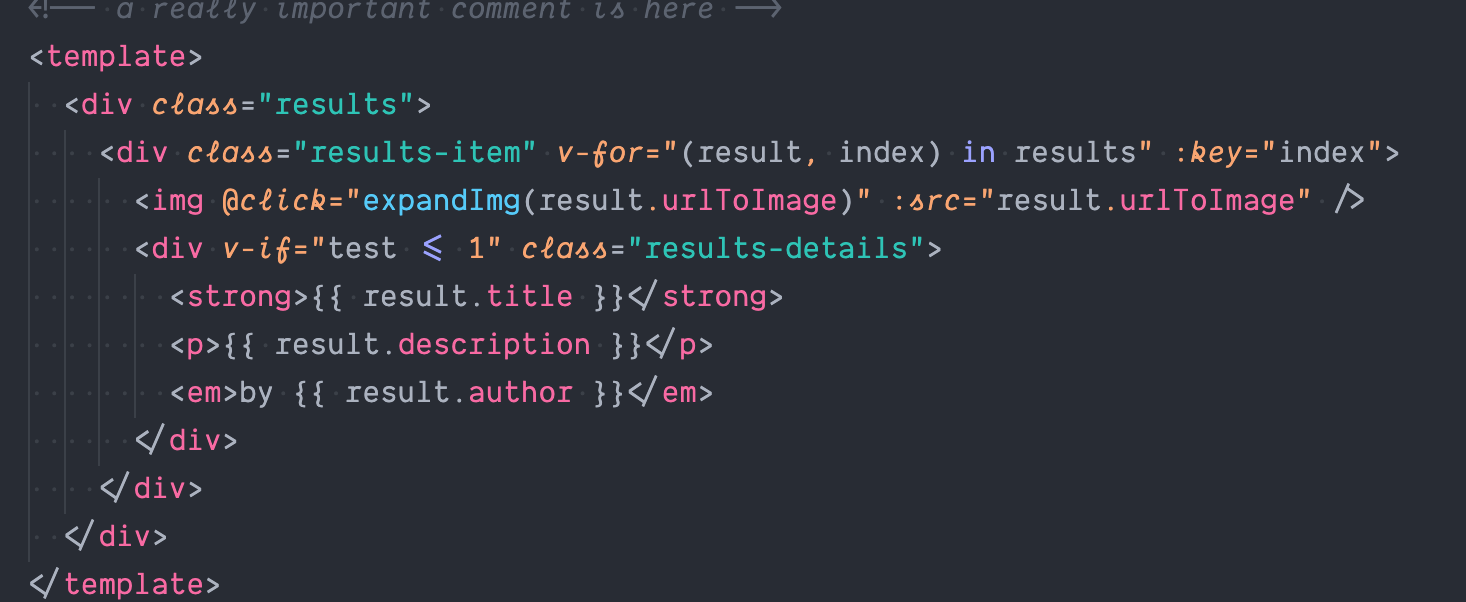 <!-- a really important comment is here -->
<template>
  <div class="results">
    <div class="results-item" v-for="(result, index) in results" :key="index">
      <img @click="expandImg(result.urlToImage)" :src="result.urlToImage" />
      <div v-if="test <= 1" class="results-details">
        <strong>{{ result.title }}</strong>
        <p>{{ result.description }}</p>
        <em>by {{ result.author }}</em>
      </div>
    </div>
  </div>
</template>